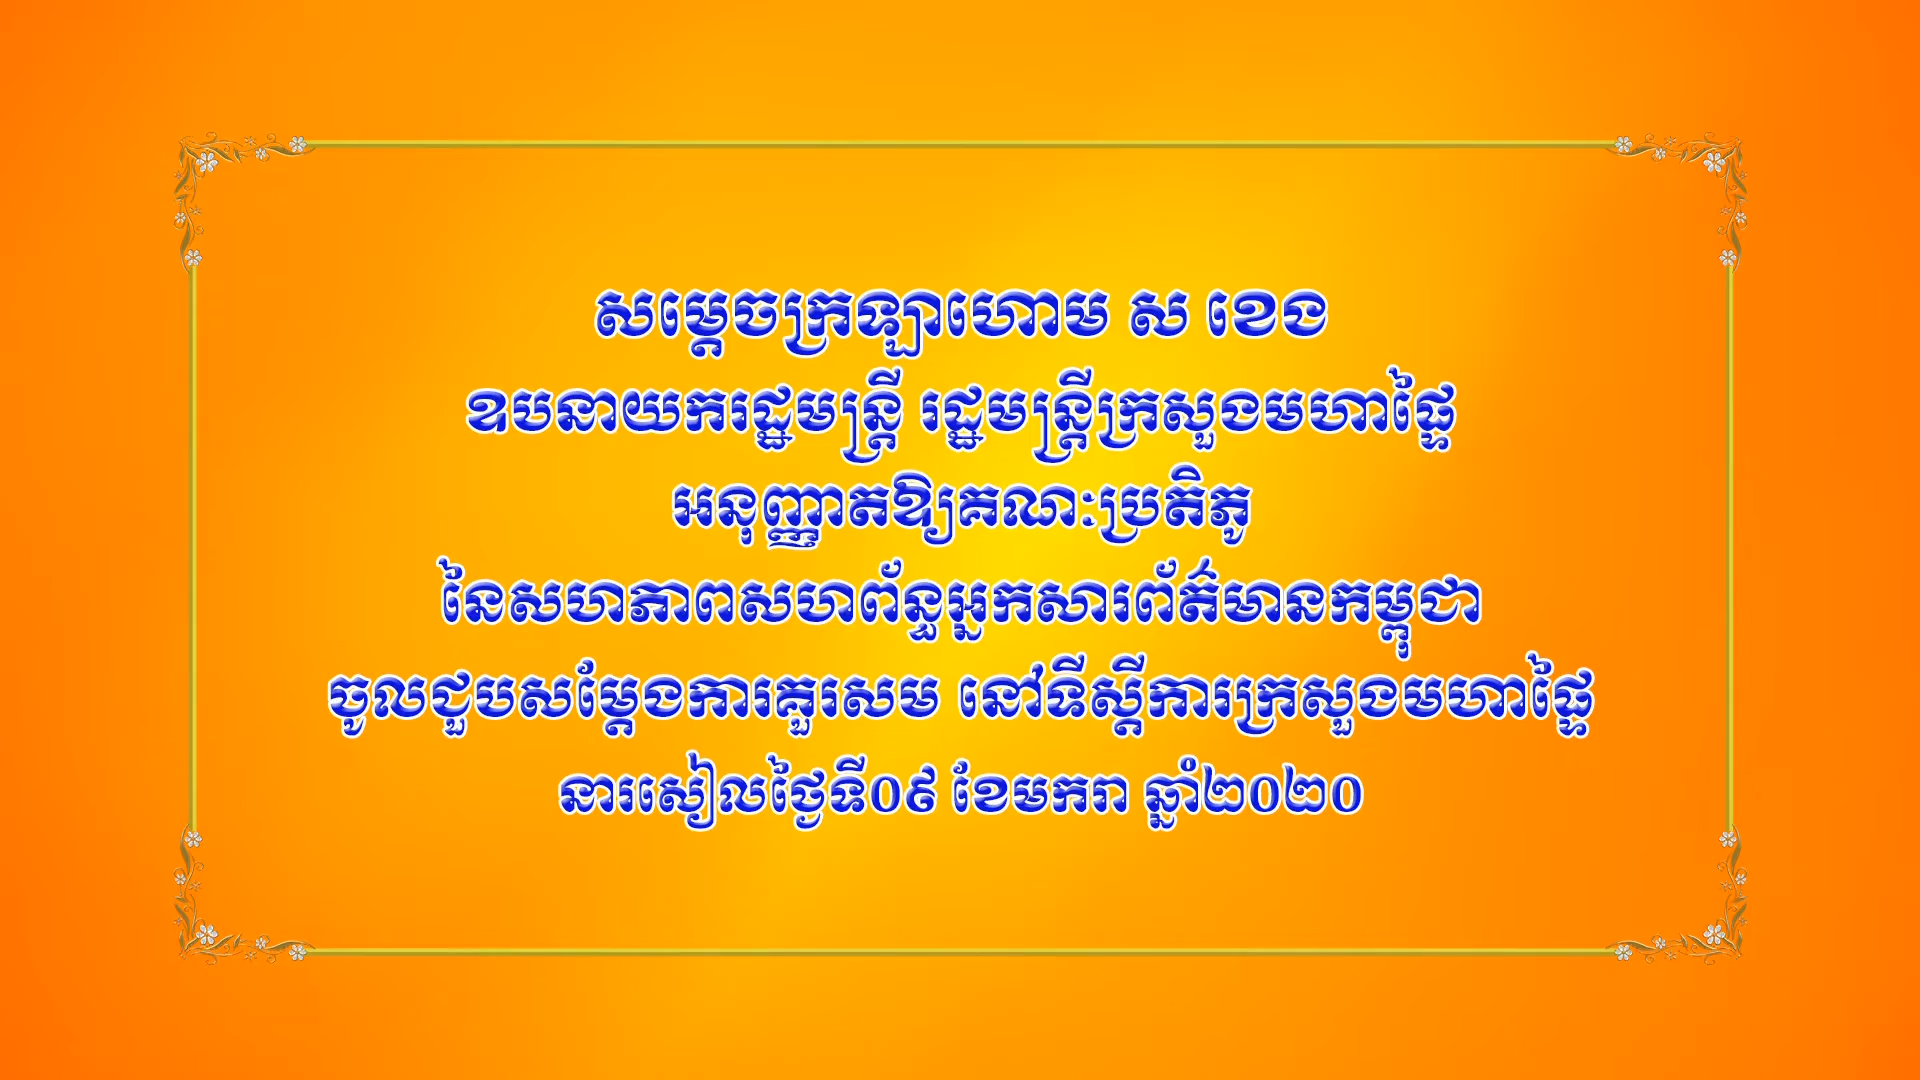 សម្តេចក្រឡាហោម ស ខេង
ឧបនាយករដ្ឋមន្ត្រី រដ្ឋមន្ត្រីក្រសួងមហាផ្ទៃ
អនុញ្ញាតឱ្យគណៈប្រតិភូ
នៃសហភាពសហព័ន្ធអ្នកសារព័ត៌មានកម្ពុជា
ចូលជួបសម្តែងការគួរសម នៅទីស្តីការក្រសួងមហាផ្ទៃ
នារសៀលថ្ងៃទី០៩ ខែមករា ឆ្នាំ២០២០